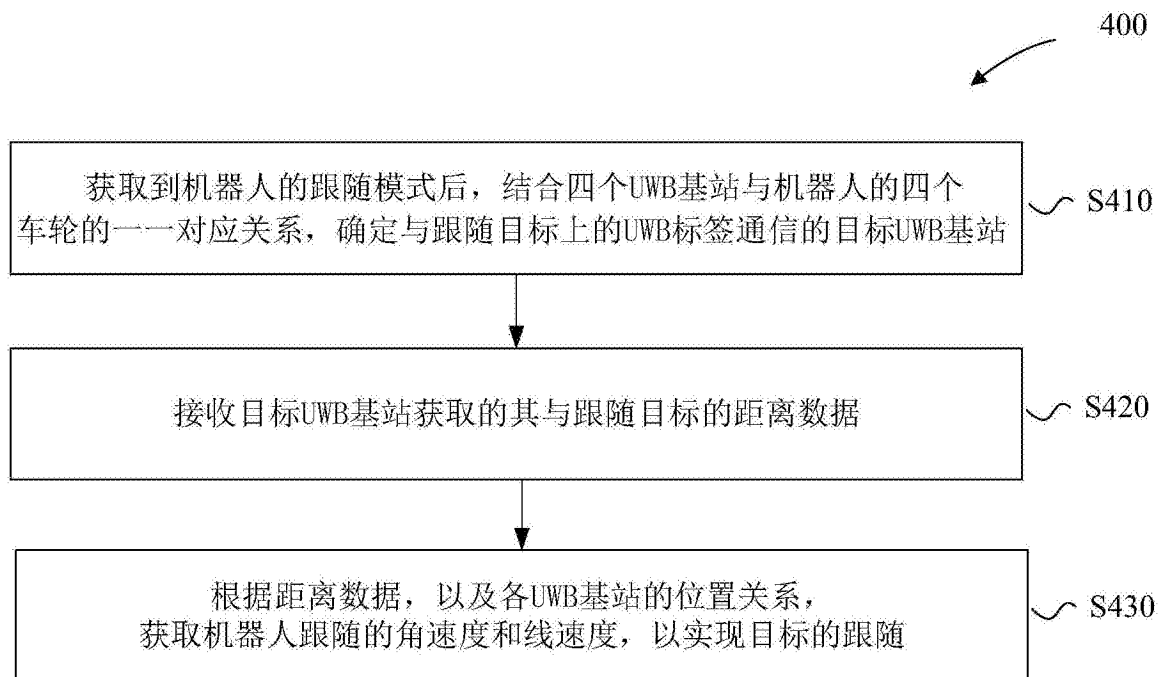 400
获取到机器人的跟随模式后，结合四个UWB基站与机器人的四个
车轮的一一对应关系，确定与跟随目标上的UWB标签通信的目标UWB基站
S410
接收目标UWB基站获取的其与跟随目标的距离数据
S420
根据距离数据，以及各UWB基站的位置关系，
获取机器人跟随的角速度和线速度，以实现目标的跟随
S430